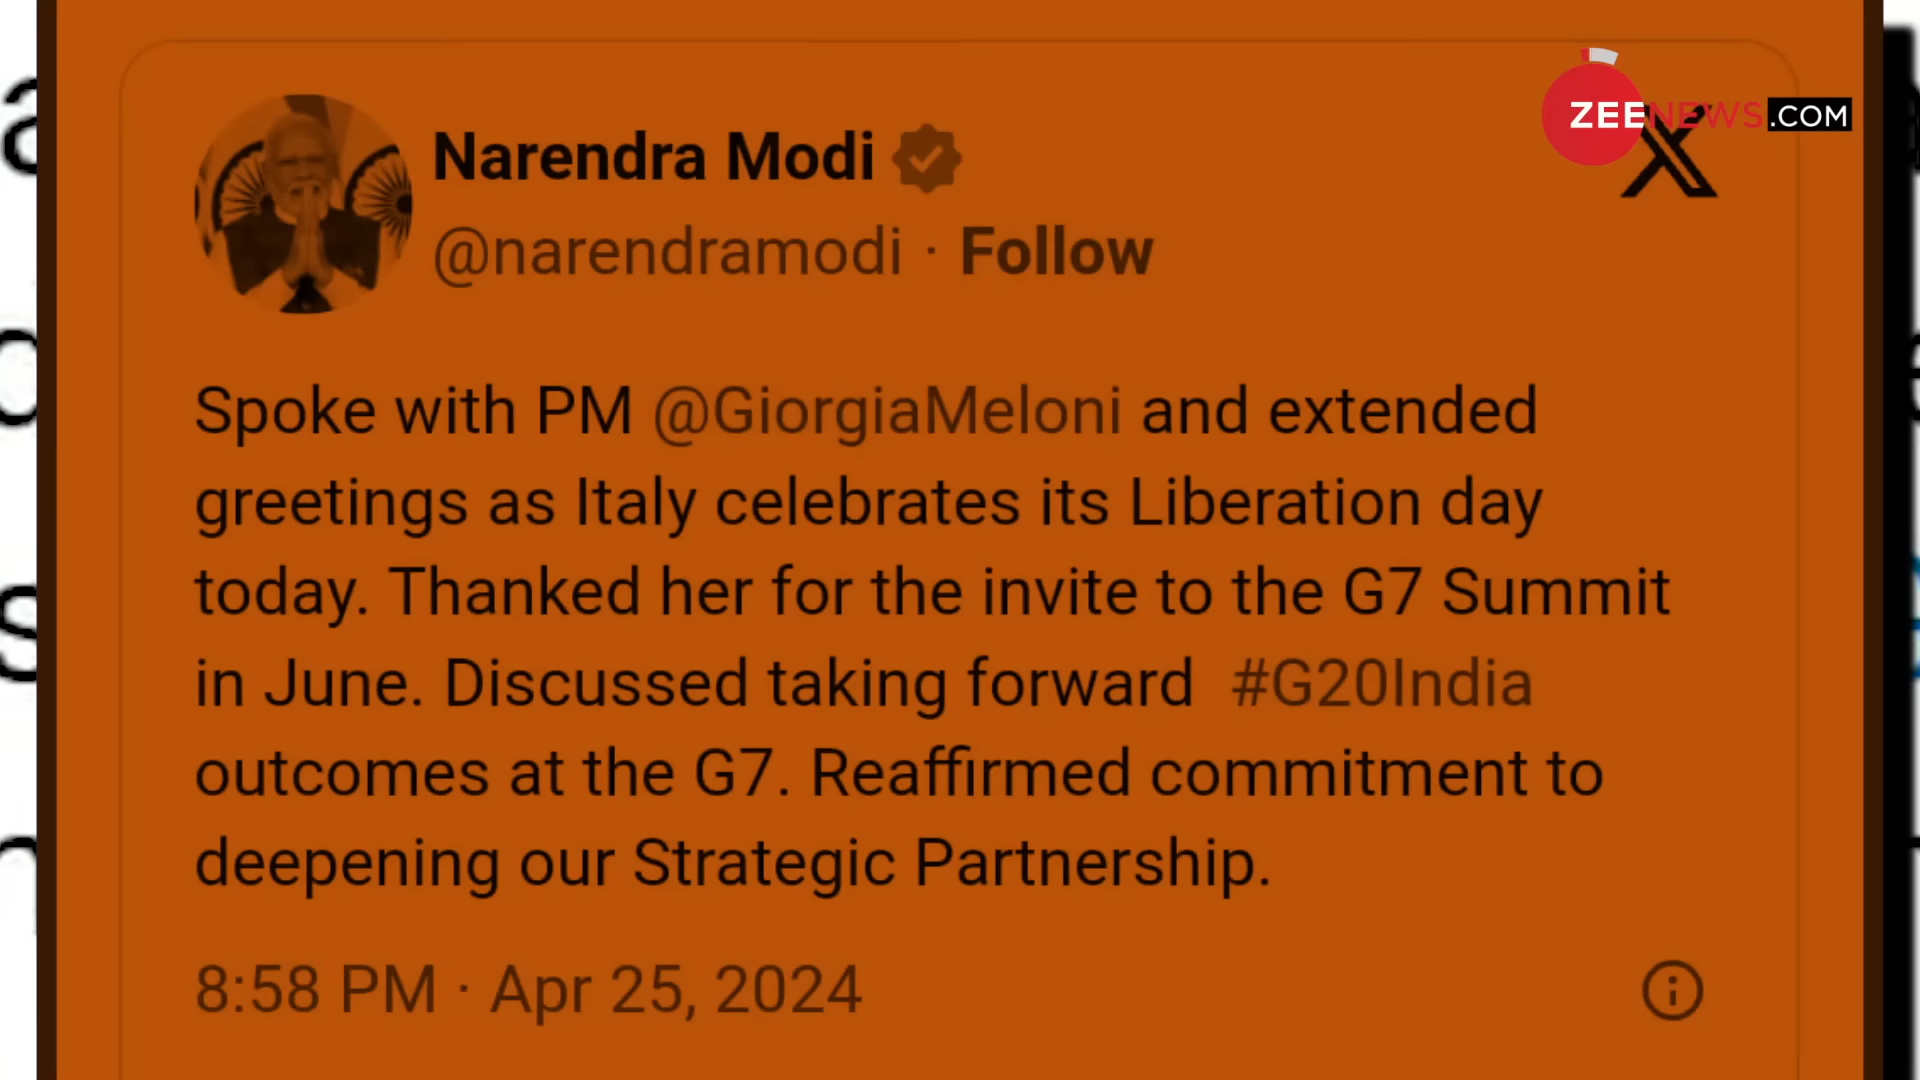 ZEENEWS.COM
Narendra Modi
@narendramodi · Follow
Spoke with PM @GiorgiaMeloni and extended
greetings as Italy celebrates its Liberation day
today. Thanked her for the invite to the G7 Summit
in June. Discussed taking forward #G20India
outcomes at the G7. Reaffirmed commitment to
deepening our Strategic Partnership.
8:58 PM · Apr 25, 2024